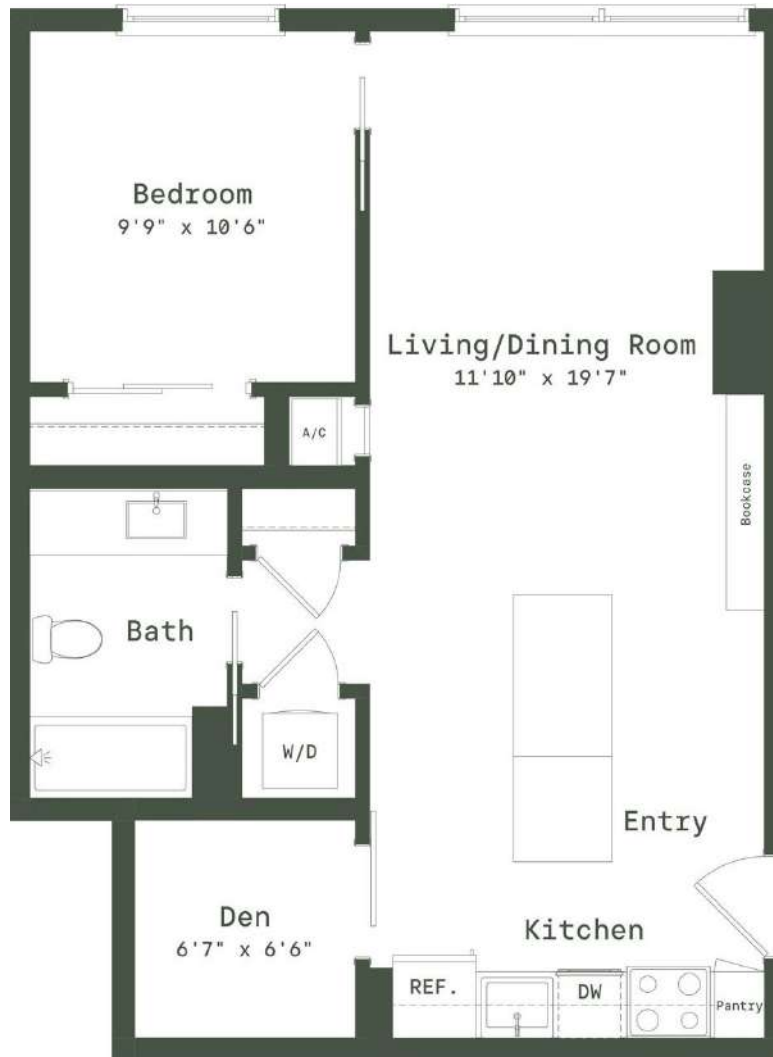 Bedroom
9'9" x 10'6"
Living/Dining Room
11'10" x 19'7"
A/C
Bookcase
Bath
W/D
Entry
Den
6'7" x 6'6"
Kitchen
REF.
DW
Pantry